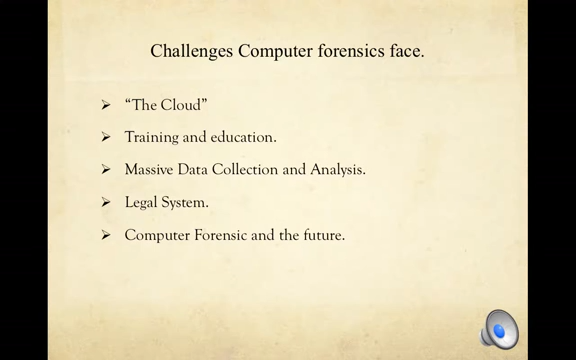 Challenges Computer forensics face.
“The Cloud”
Training and education.
Massive Data Collection and Analysis.
Legal System.
Computer Forensic and the future.